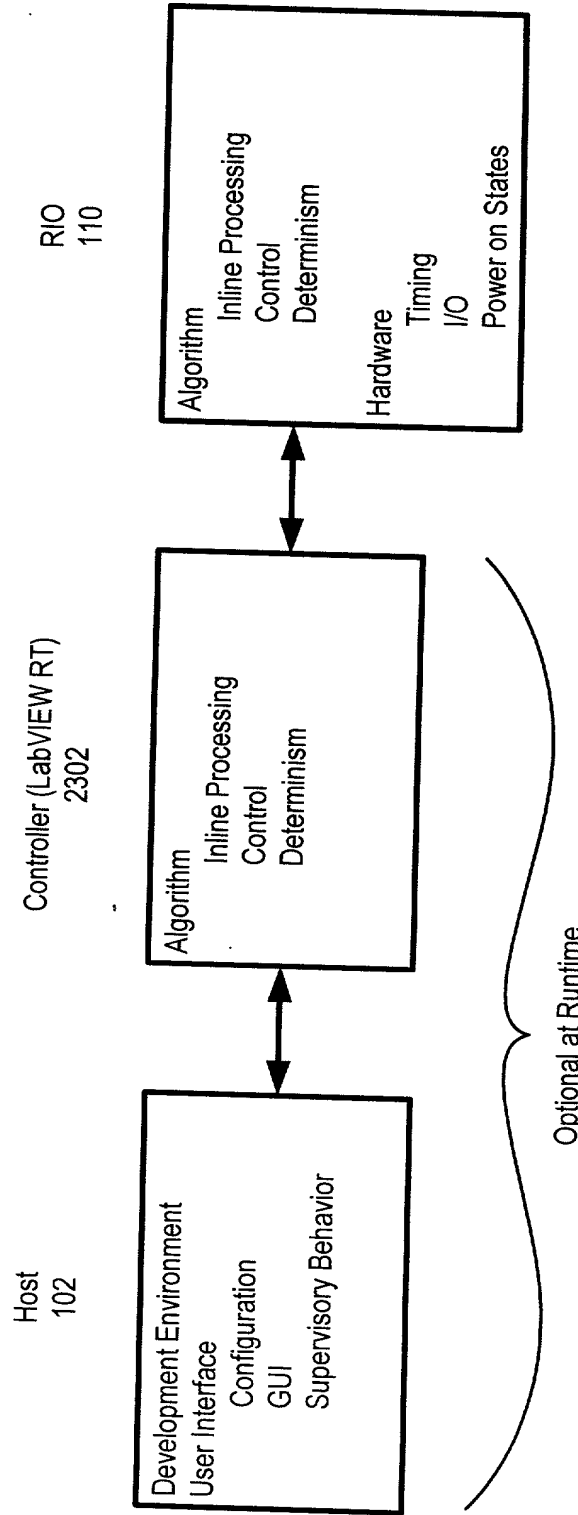 Host
102
Development Environment
User Interface
Configuration
GUI
Supervisory Behavior
Controller (LabVIEW RT)
2302
Algorithm
Inline Processing
Control
Determinism
RIO
110
Algorithm
Inline Processing
Control
Determinism
Hardware
Timing
I/O
Power on States
Optional at Runtime